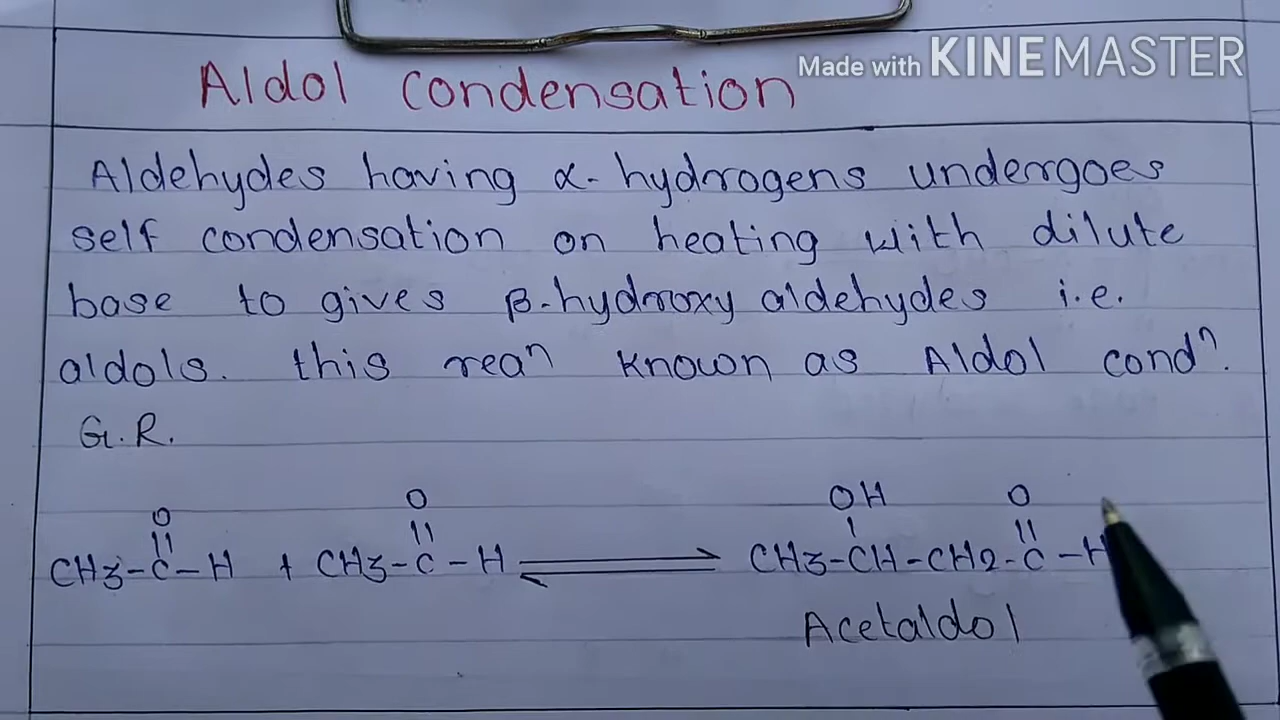 Made with KINEMASTER
Aldol condensation
Aldehydes having α-hydrogens undergoes
self condensation on heating with dilute
base to gives β-hydroxy aldehydes i.e.
aldols. this reaⁿ known as Aldol condⁿ.
G.R.
O O OH O
|| || | ||
CH3-C-H + CH3-C-H ⇌ CH3-CH-CH2-C-H
Acetaldol